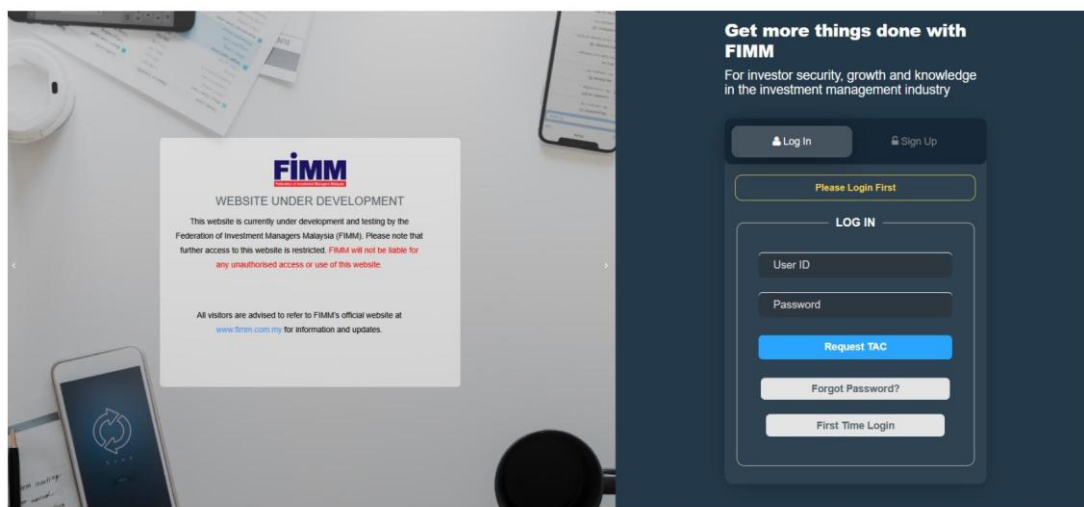 FiMM
Federation of Investment Managers Malaysia
WEBSITE UNDER DEVELOPMENT
This website is currently under development and testing by the
Federation of Investment Managers Malaysia (FIMM). Please note that
further access to this website is restricted. FIMM will not be liable for
any unauthorised access or use of this website.
All visitors are advised to refer to FIMM's official website at
www.fimm.com.my for information and updates.
Get more things done with
FIMM
For investor security, growth and knowledge
in the investment management industry
Log In
Sign Up
Please Login First
LOG IN
User ID
Password
Request TAC
Forgot Password?
First Time Login